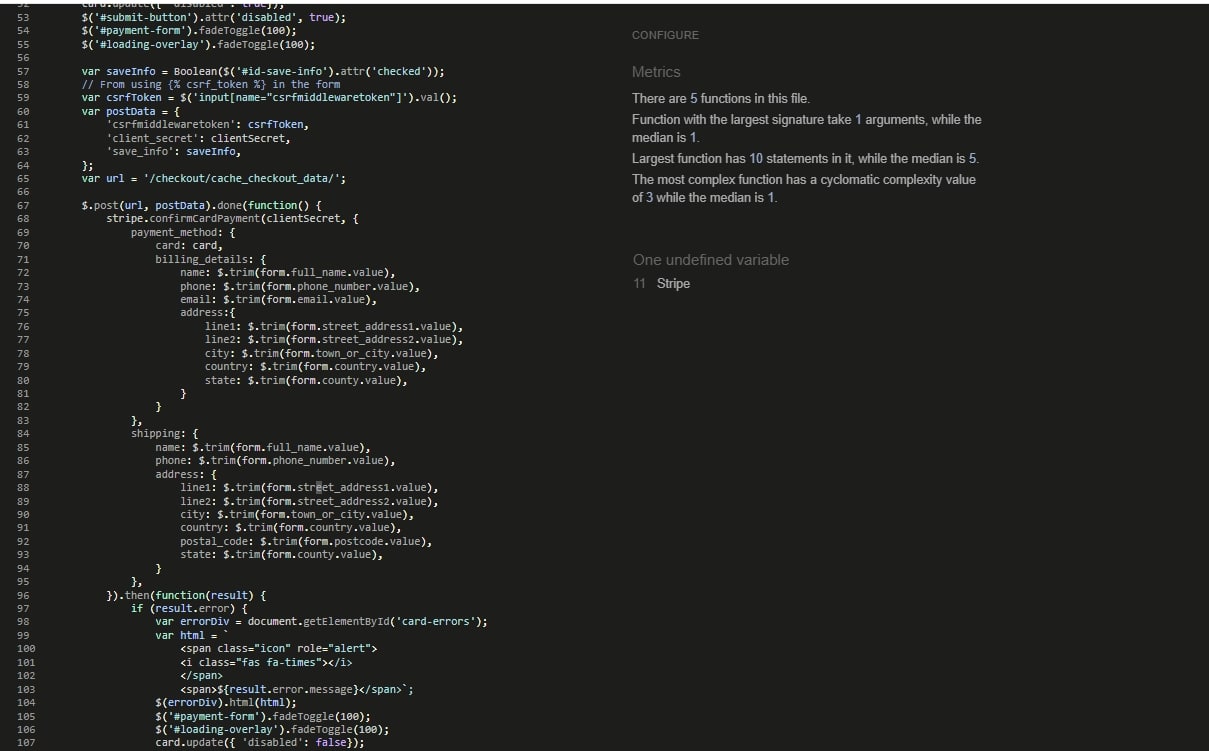 52 card.update({ 'disabled': true});
53 $('#submit-button').attr('disabled', true);
54 $('#payment-form').fadeToggle(100);
55 $('#loading-overlay').fadeToggle(100);
56
57 var saveInfo = Boolean($('#id-save-info').attr('checked'));
58 // From using {% csrf_token %} in the form
59 var csrfToken = $('input[name="csrfmiddlewaretoken"]').val();
60 var postData = {
61 'csrfmiddlewaretoken': csrfToken,
62 'client_secret': clientSecret,
63 'save_info': saveInfo,
64 };
65 var url = '/checkout/cache_checkout_data/';
66
67 $.post(url, postData).done(function() {
68 stripe.confirmCardPayment(clientSecret, {
69 payment_method: {
70 card: card,
71 billing_details: {
72 name: $.trim(form.full_name.value),
73 phone: $.trim(form.phone_number.value),
74 email: $.trim(form.email.value),
75 address:{
76 line1: $.trim(form.street_address1.value),
77 line2: $.trim(form.street_address2.value),
78 city: $.trim(form.town_or_city.value),
79 country: $.trim(form.country.value),
80 state: $.trim(form.county.value),
81 }
82 }
83 },
84 shipping: {
85 name: $.trim(form.full_name.value),
86 phone: $.trim(form.phone_number.value),
87 address: {
88 line1: $.trim(form.street_address1.value),
89 line2: $.trim(form.street_address2.value),
90 city: $.trim(form.town_or_city.value),
91 country: $.trim(form.country.value),
92 postal_code: $.trim(form.postcode.value),
93 state: $.trim(form.county.value),
94 }
95 },
96 }).then(function(result) {
97 if (result.error) {
98 var errorDiv = document.getElementById('card-errors');
99 var html = `
100 <span class="icon" role="alert">
101 <i class="fas fa-times"></i>
102 </span>
103 <span>${result.error.message}</span>`;
104 $(errorDiv).html(html);
105 $('#payment-form').fadeToggle(100);
106 $('#loading-overlay').fadeToggle(100);
107 card.update({ 'disabled': false});
CONFIGURE
Metrics
There are 5 functions in this file.
Function with the largest signature take 1 arguments, while the
median is 1.
Largest function has 10 statements in it, while the median is 5.
The most complex function has a cyclomatic complexity value
of 3 while the median is 1.
One undefined variable
11 Stripe